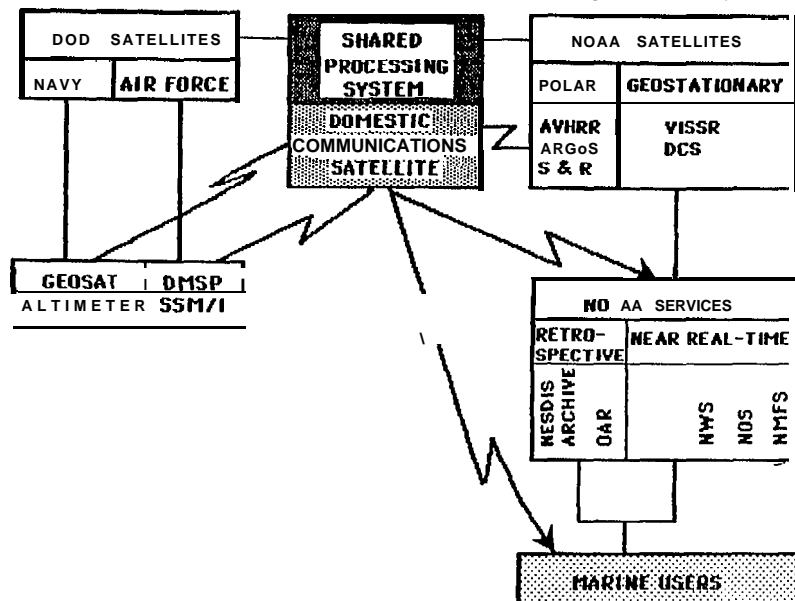 DOD SATELLITES
NAVY
AIR FORCE
SHARED
PROCESSING
SYSTEM
DOMESTIC
COMMUNICATIONS
SATELLITE
NOAA SATELLITES
POLAR
GEOSTATIONARY
AVHRR
ARGoS
S & R
VISSR
DCS
GEOSAT
DMSP
ALTIMETER SSM/I
NO AA SERVICES
RETRO-
SPECTIVE
NEAR REAL-TIME
NESDIS
ARCHIVE
OAR
NWS
NOS
NMFS
MARINE USERS